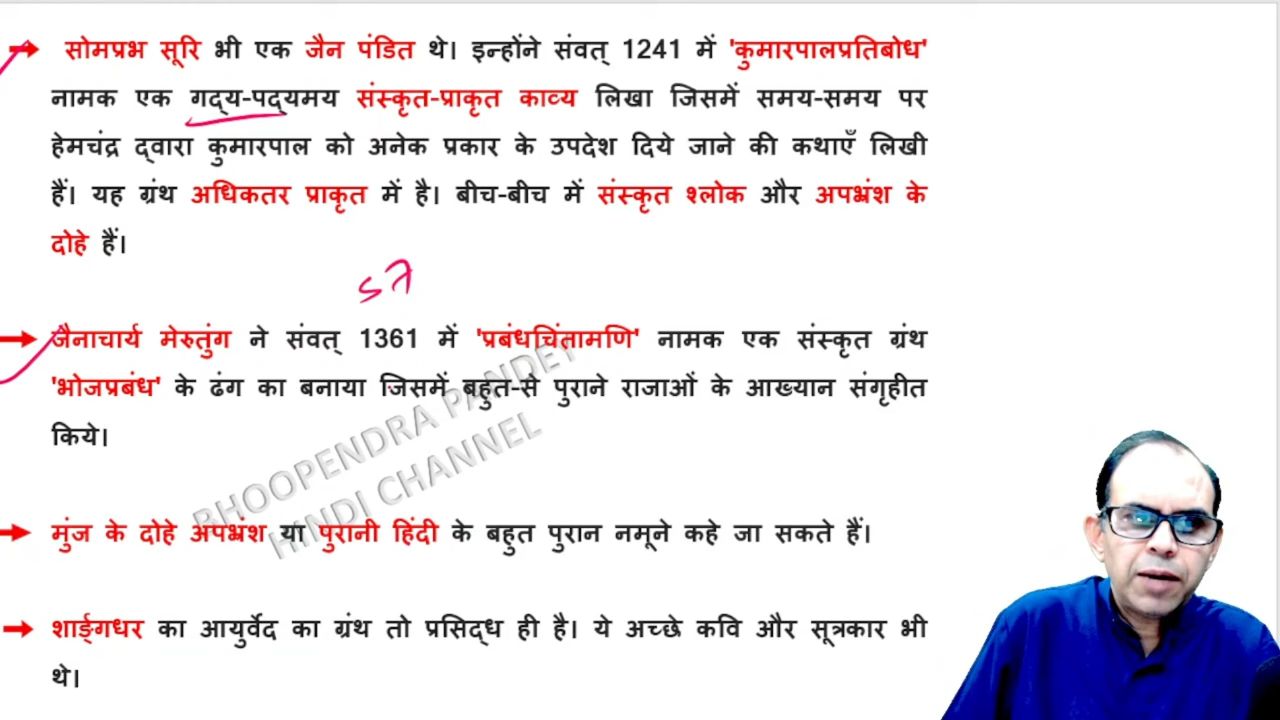 सोमप्रभ सूरि भी एक जैन पंडित थे। इन्होंने संवत् 1241 में 'कुमारपालप्रतिबोध'
नामक एक गद्य-पद्यमय संस्कृत-प्राकृत काव्य लिखा जिसमें समय-समय पर
हेमचंद्र द्वारा कुमारपाल को अनेक प्रकार के उपदेश दिये जाने की कथाएँ लिखी
हैं। यह ग्रंथ अधिकतर प्राकृत में है। बीच-बीच में संस्कृत श्लोक और अपभ्रंश के
दोहे हैं।
57
जैनाचार्य मेरुतुंग ने संवत् 1361 में 'प्रबंधचिंतामणि' नामक एक संस्कृत ग्रंथ
'भोजप्रबंध' के ढंग का बनाया जिसमें बहुत-से पुराने राजाओं के आख्यान संगृहीत
किये।
BHOOPENDRA PANDEY
HINDI CHANNEL
मुंज के दोहे अपभ्रंश या पुरानी हिंदी के बहुत पुरान नमूने कहे जा सकते हैं।
शार्ङ्गधर का आयुर्वेद का ग्रंथ तो प्रसिद्ध ही है। ये अच्छे कवि और सूत्रकार भी
थे।